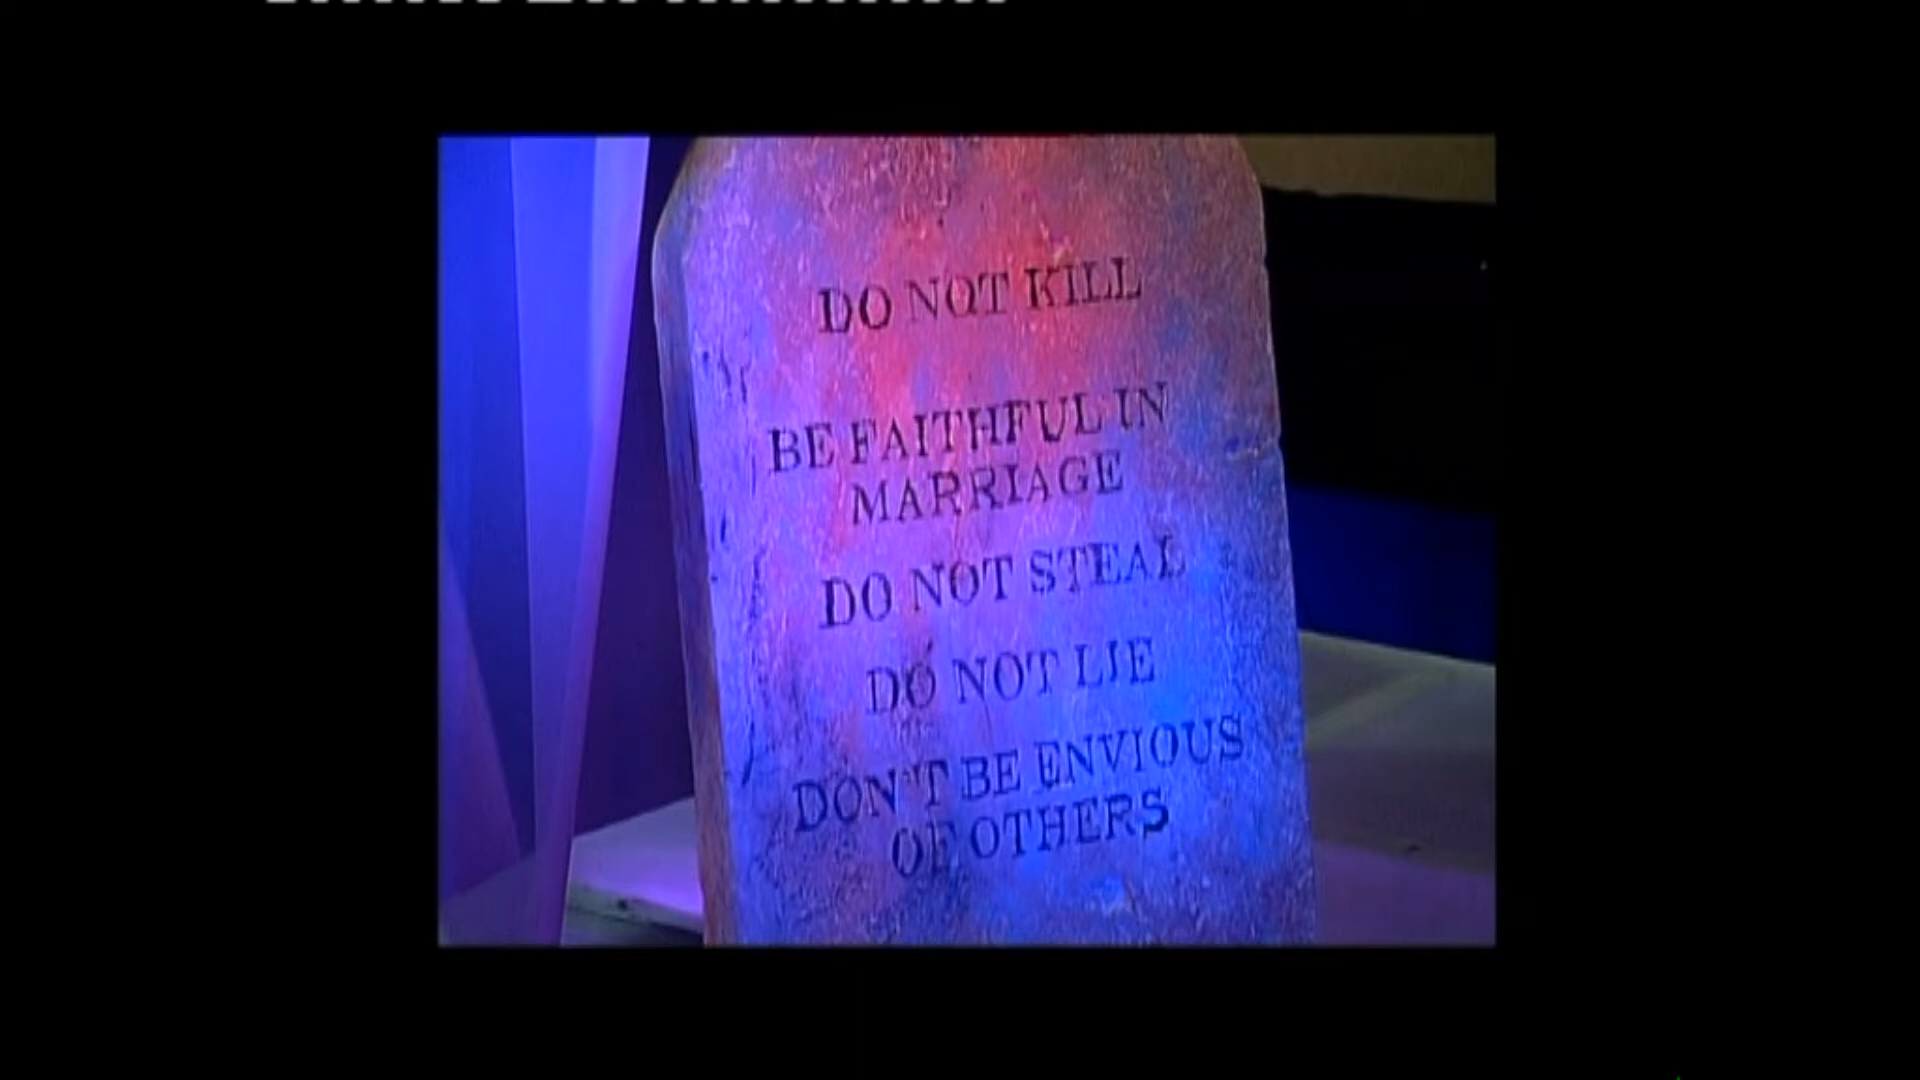 DO NOT KILL
BE FAITHFUL IN
MARRIAGE
DO NOT STEAL
DO NOT LIE
DON'T BE ENVIOUS
OF OTHERS